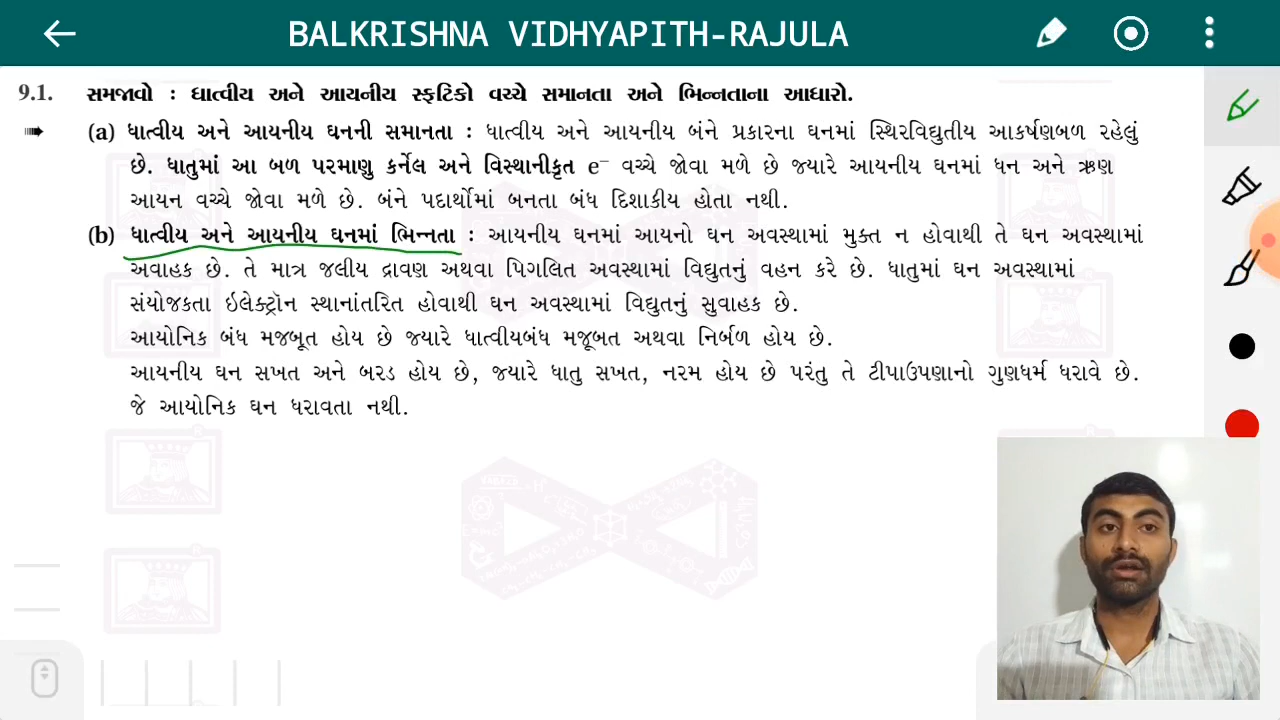 BALKRISHNA VIDHYAPITH-RAJULA
9.1. સમજાવો : ધાત્વીય અને આયનીય સ્ફટિકો વચ્ચે સમાનતા અને ભિન્નતાના આધારો.
➠ (a) ધાત્વીય અને આયનીય ઘનની સમાનતા : ધાત્વીય અને આયનીય બંને પ્રકારના ઘનમાં સ્થિરવિદ્યુતીય આકર્ષણબળ રહેલું
છે. ધાતુમાં આ બળ પરમાણુ કર્નેલ અને વિસ્થાનીકૃત e⁻ વચ્ચે જોવા મળે છે જ્યારે આયનીય ઘનમાં ધન અને ઋણ
આયન વચ્ચે જોવા મળે છે. બંને પદાર્થોમાં બનતા બંધ દિશાકીય હોતા નથી.
(b) ધાત્વીય અને આયનીય ઘનમાં ભિન્નતા : આયનીય ઘનમાં આયનો ઘન અવસ્થામાં મુક્ત ન હોવાથી તે ઘન અવસ્થામાં
અવાહક છે. તે માત્ર જલીય દ્રાવણ અથવા પિગલિત અવસ્થામાં વિદ્યુતનું વહન કરે છે. ધાતુમાં ઘન અવસ્થામાં
સંયોજકતા ઇલેક્ટ્રૉન સ્થાનાંતરિત હોવાથી ઘન અવસ્થામાં વિદ્યુતનું સુવાહક છે.
આયોનિક બંધ મજબૂત હોય છે જ્યારે ધાત્વીયબંધ મજૂબત અથવા નિર્બળ હોય છે.
આયનીય ઘન સખત અને બરડ હોય છે, જ્યારે ધાતુ સખત, નરમ હોય છે પરંતુ તે ટીપાઉપણાનો ગુણધર્મ ધરાવે છે.
જે આયોનિક ઘન ધરાવતા નથી.